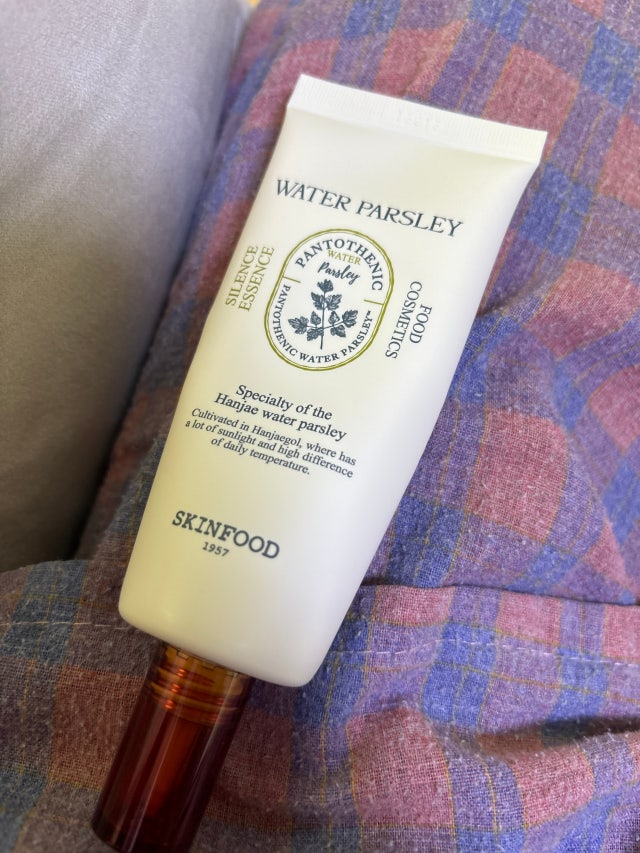 WATER PARSLEY
SILENCE
ESSENCE
PANTOTHENIC
WATER
Parsley
PANTOTHENIC WATER PARSLEY™
FOOD
COSMETICS
Specialty of the
Hanjae water parsley
Cultivated in Hanjaegol, where has
a lot of sunlight and high difference
of daily temperature.
SKINFOOD
1957